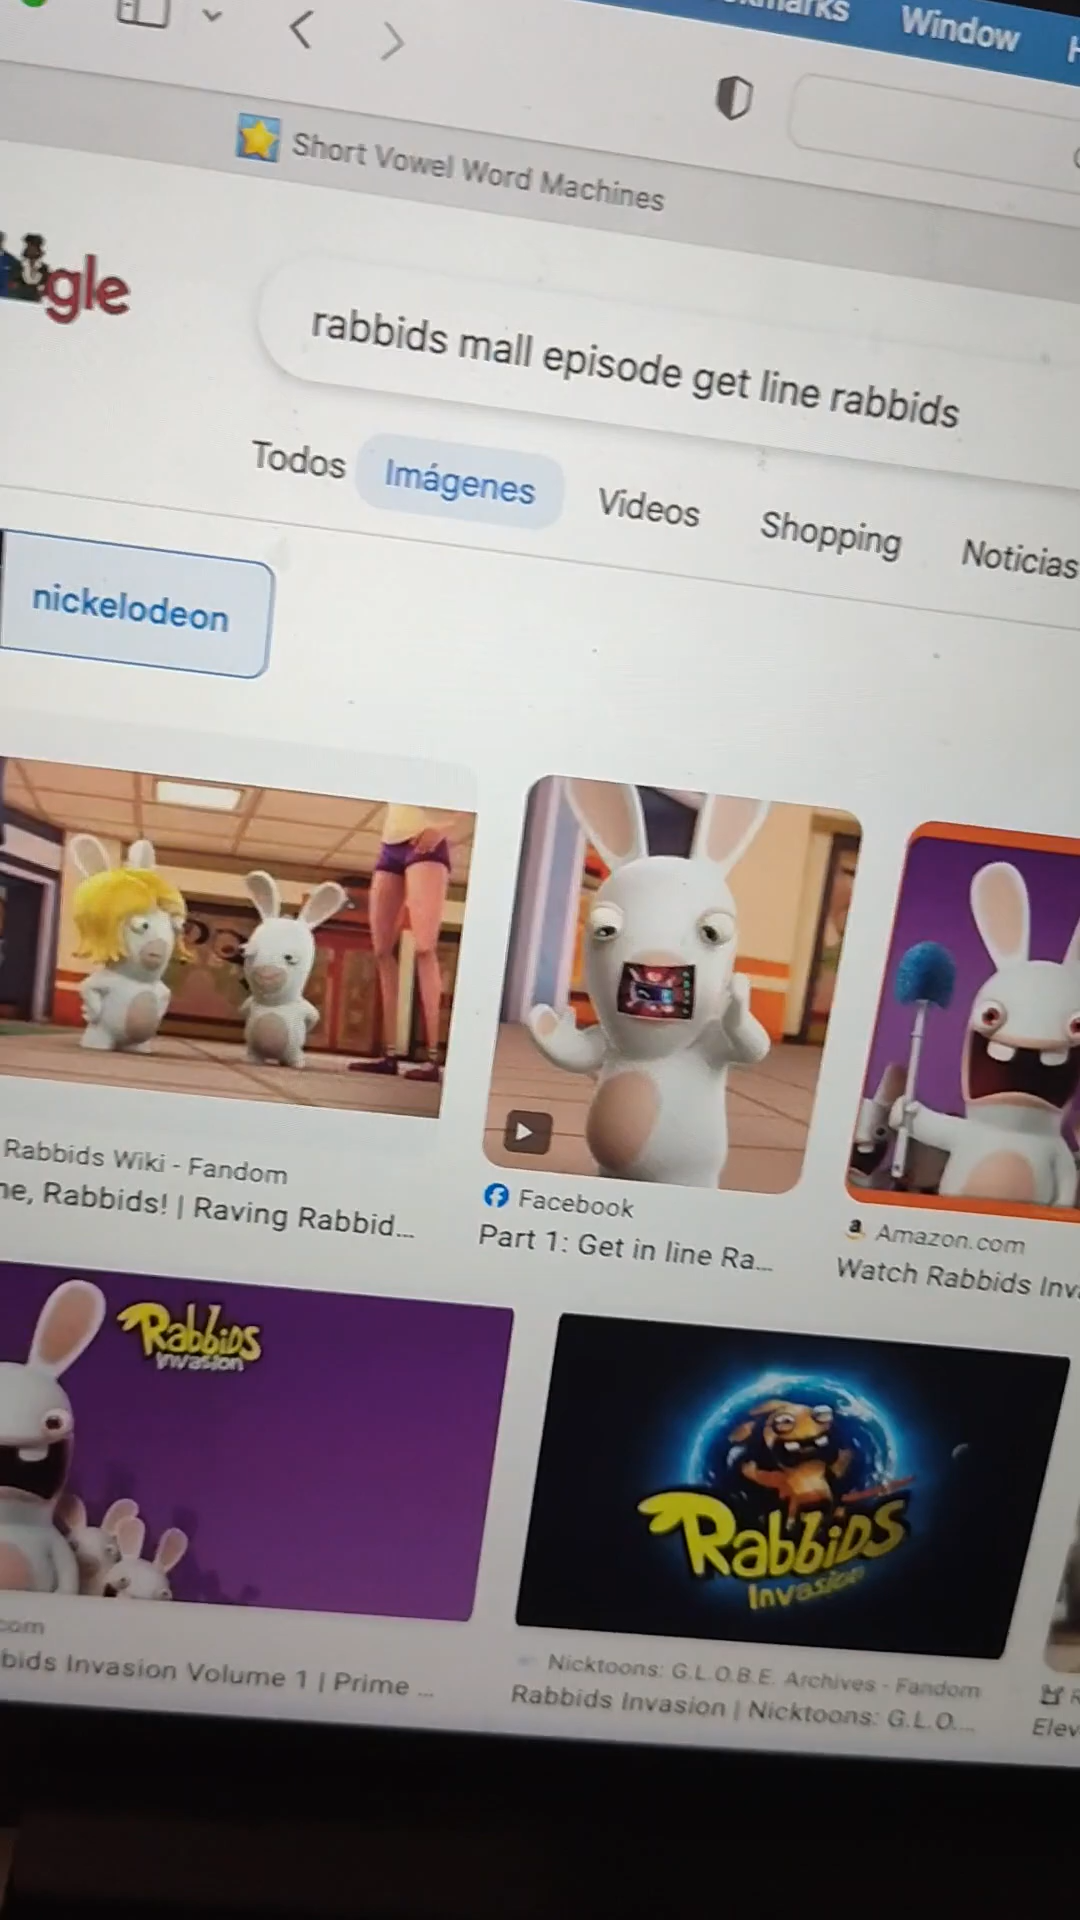 Window
Short Vowel Word Machines
gle
rabbids mall episode get line rabbids
Todos Imágenes Videos Shopping Noticias
nickelodeon
Rabbids Wiki - Fandom
Facebook
Amazon.com
, Rabbids! | Raving Rabbid...
Part 1: Get in line Ra...
Watch Rabbids Inv
Rabbids
Invasion
Rabbids
Invasion
com
bids Invasion Volume 1 | Prime ...
Nicktoons: G.L.O.B.E. Archives - Fandom
Rabbids Invasion | Nicktoons: G.L.O....
Elev